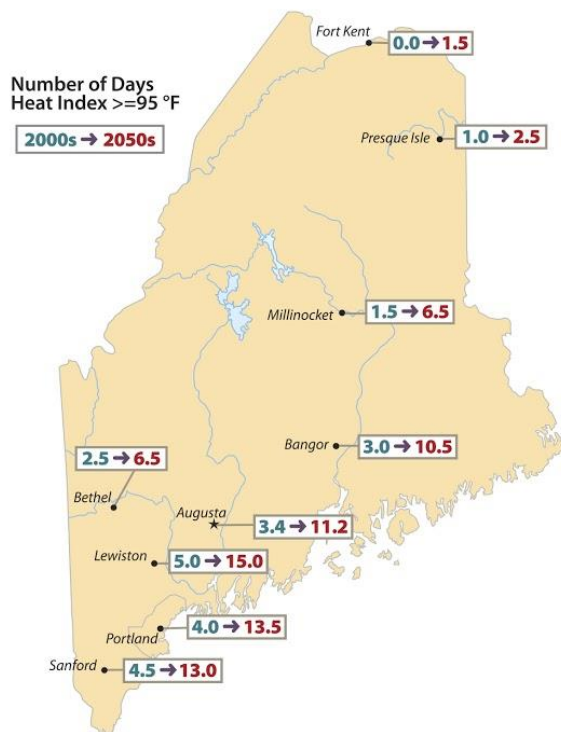 Fort Kent
0.0 → 1.5
Number of Days
Heat Index >=95 °F
2000s → 2050s
Presque Isle
1.0 → 2.5
Millinocket
1.5 → 6.5
Bangor
3.0 → 10.5
2.5 → 6.5
Bethel
Augusta
3.4 → 11.2
Lewiston
5.0 → 15.0
Portland
4.0 → 13.5
Sanford
4.5 → 13.0